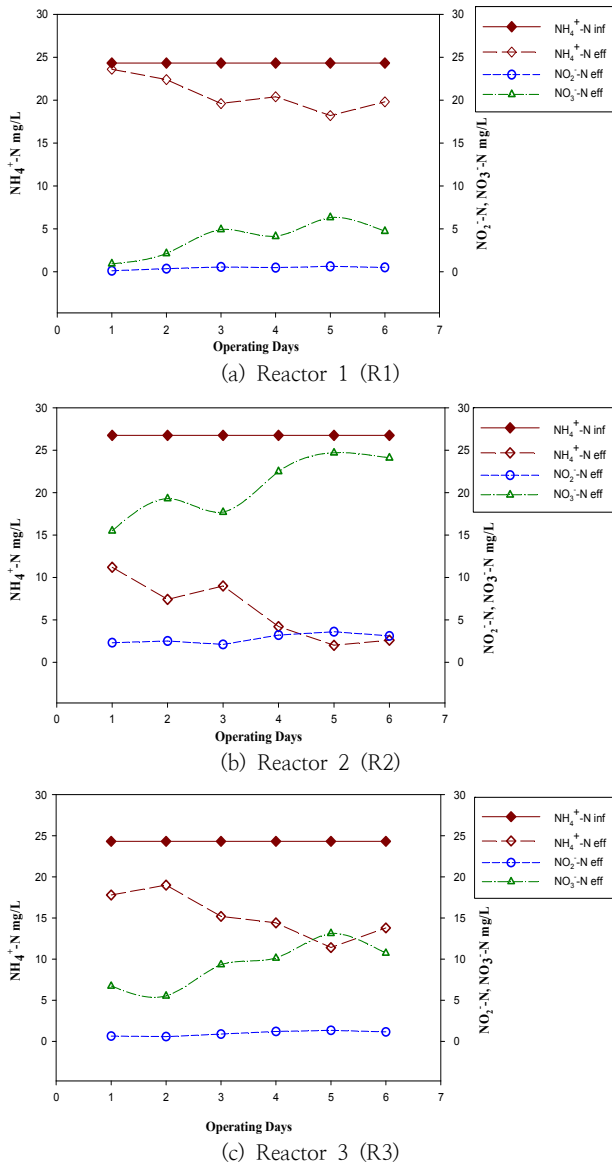 30
25
20
15
10
5
0
NH₄⁺-N mg/L
30
25
20
15
10
5
0
NO₂⁻-N, NO₃⁻-N mg/L
NH₄⁺-N inf
NH₄⁺-N eff
NO₂⁻-N eff
NO₃⁻-N eff
0 1 2 3 4 5 6 7
Operating Days
(a) Reactor 1 (R1)
30
25
20
15
10
5
0
NH₄⁺-N mg/L
30
25
20
15
10
5
0
NO₂⁻-N, NO₃⁻-N mg/L
NH₄⁺-N inf
NH₄⁺-N eff
NO₂⁻-N eff
NO₃⁻-N eff
0 1 2 3 4 5 6 7
Operating Days
(b) Reactor 2 (R2)
30
25
20
15
10
5
0
NH₄⁺-N mg/L
30
25
20
15
10
5
0
NO₂⁻-N, NO₃⁻-N mg/L
NH₄⁺-N inf
NH₄⁺-N eff
NO₂⁻-N eff
NO₃⁻-N eff
0 1 2 3 4 5 6 7
Operating Days
(c) Reactor 3 (R3)